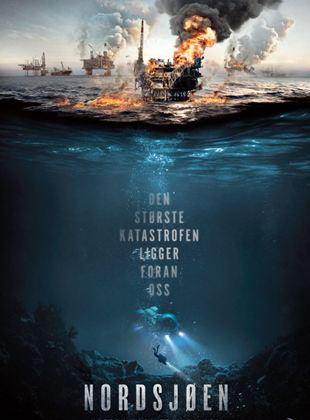 DEN
STØRSTE
KATASTROFEN
LIGGER
FORAN
OSS
NORDSJØEN